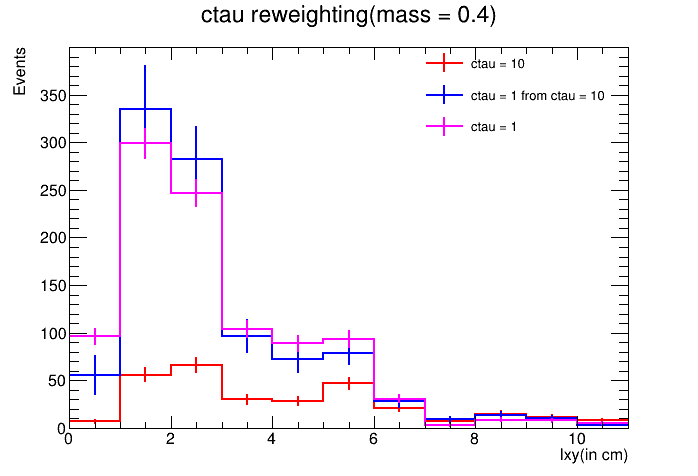 ctau reweighting(mass = 0.4)
Events
ctau = 10
ctau = 1 from ctau = 10
ctau = 1
350
300
250
200
150
100
50
0
0 2 4 6 8 10
lxy(in cm)